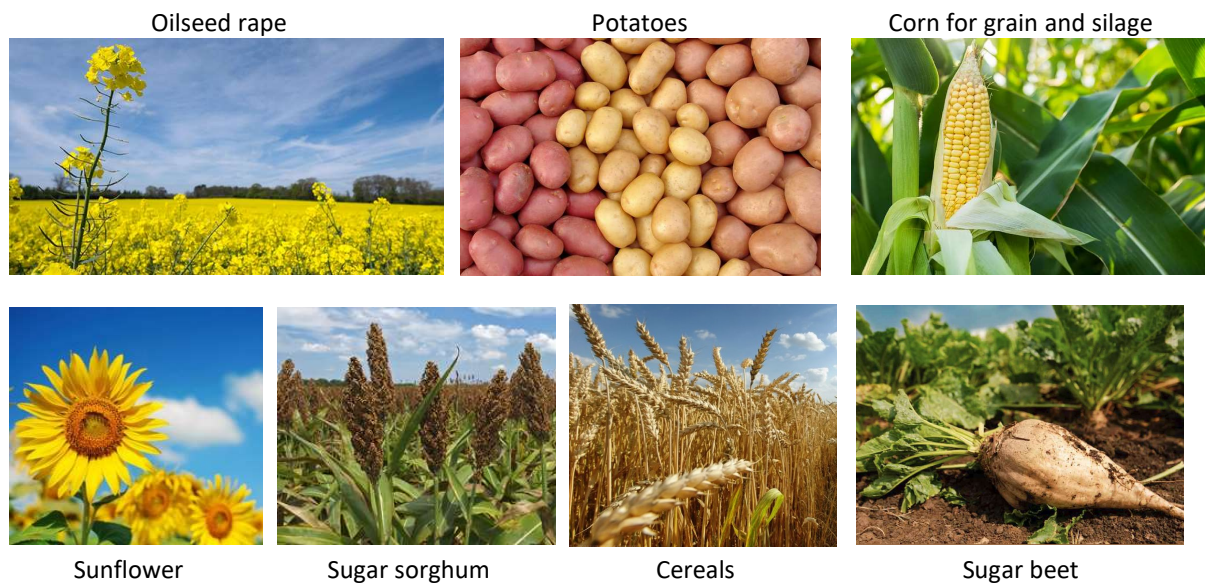 Oilseed rape
Potatoes
Corn for grain and silage
Sunflower
Sugar sorghum
Cereals
Sugar beet